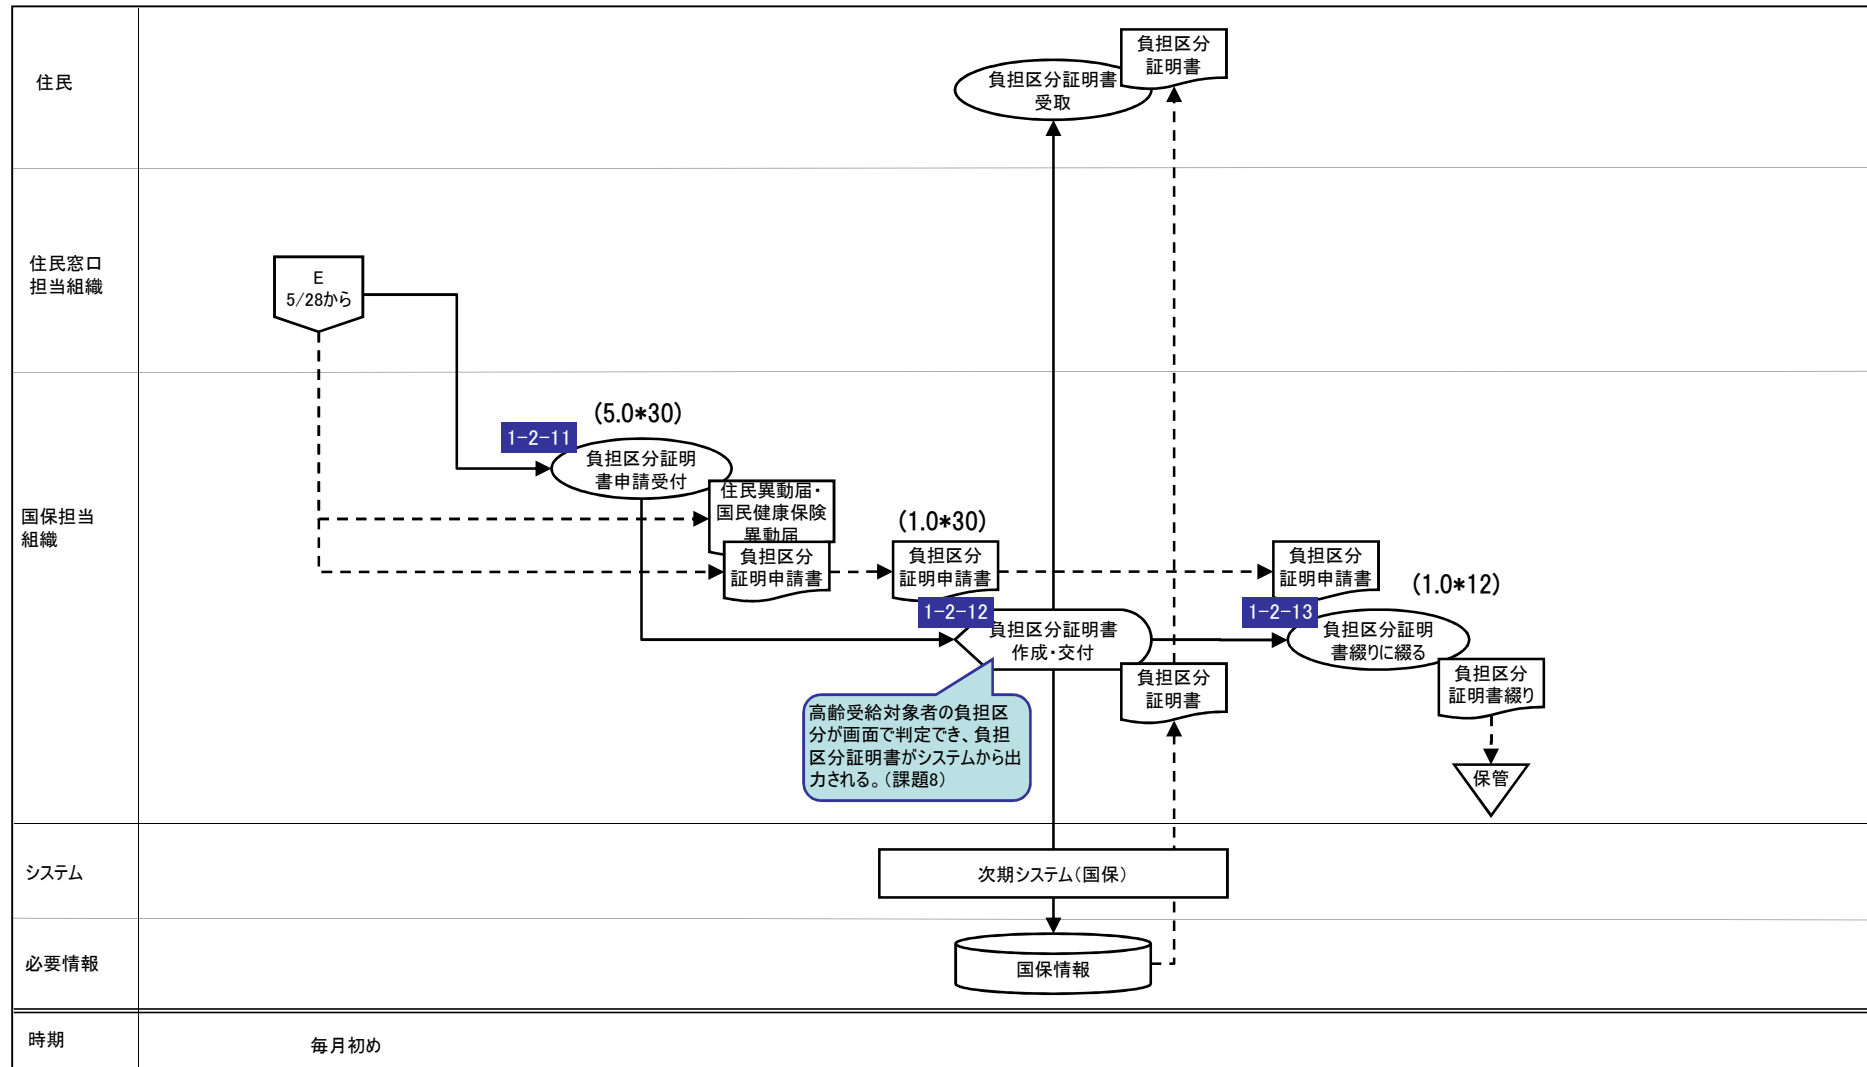 住民
負担区分証明書
受取
負担区分
証明書
住民窓口
担当組織
E
5/28から
国保担当
組織
(5.0*30)
1-2-11
負担区分証明
書申請受付
住民異動届・
国民健康保険
異動届
負担区分
証明申請書
(1.0*30)
負担区分
証明申請書
1-2-12
負担区分証明書
作成・交付
負担区分
証明書
高齢受給対象者の負担区
分が画面で判定でき、負担
区分証明書がシステムから出
力される。(課題8)
負担区分
証明申請書
(1.0*12)
1-2-13
負担区分証明
書綴りに綴る
負担区分
証明書綴り
保管
システム
次期システム(国保)
必要情報
国保情報
時期
毎月初め